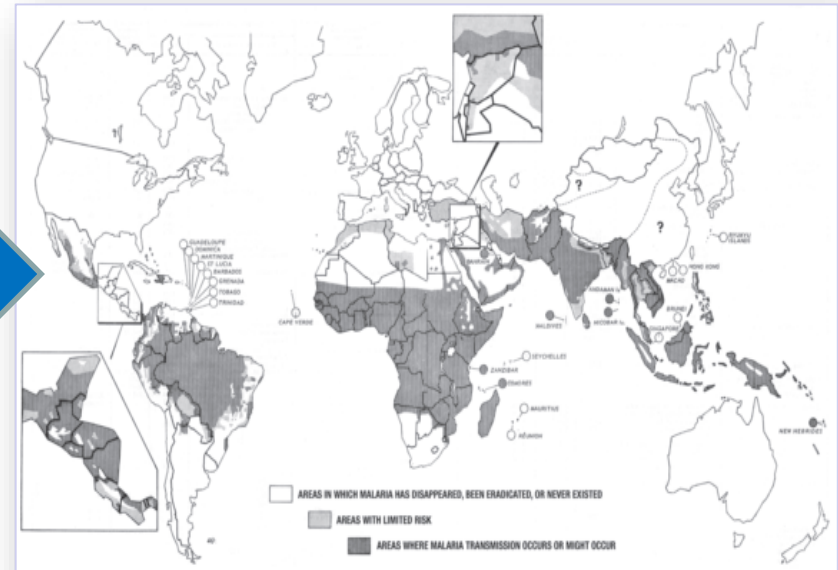 GUADELOUPE
DOMINICA
MARTINIQUE
ST LUCIA
BARBADOS
GRENADA
TOBAGO
TRINIDAD
CAPE VERDE
BAHRAIN
?
?
RYUKYU
ISLANDS
HONG KONG
MACAO
ANDAMAN Is
BRUNEI
MALDIVES
NICOBAR Is
SINGAPORE
SEYCHELLES
ZANZIBAR
COMORES
MAURITIUS
RÉUNION
NEW HEBRIDES
AREAS IN WHICH MALARIA HAS DISAPPEARED, BEEN ERADICATED, OR NEVER EXISTED
AREAS WITH LIMITED RISK
AREAS WHERE MALARIA TRANSMISSION OCCURS OR MIGHT OCCUR